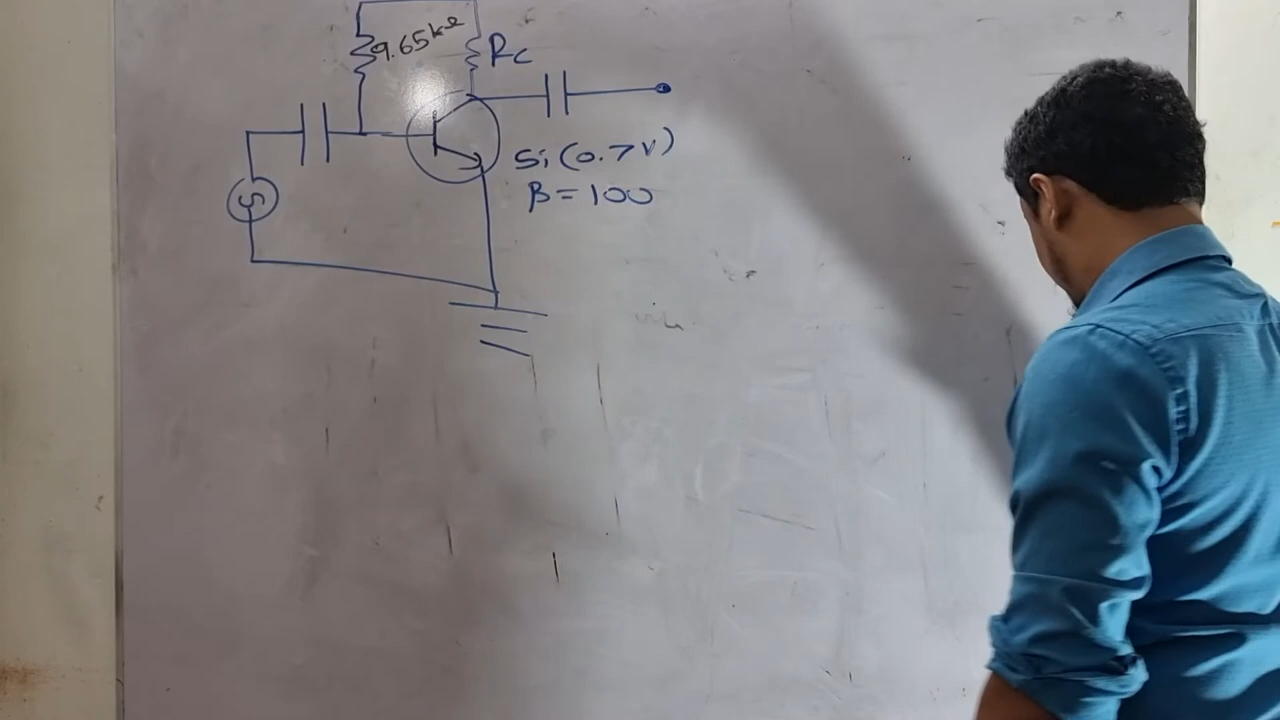 9.65kΩ
Rc
Si (0.7V)
β = 100
S